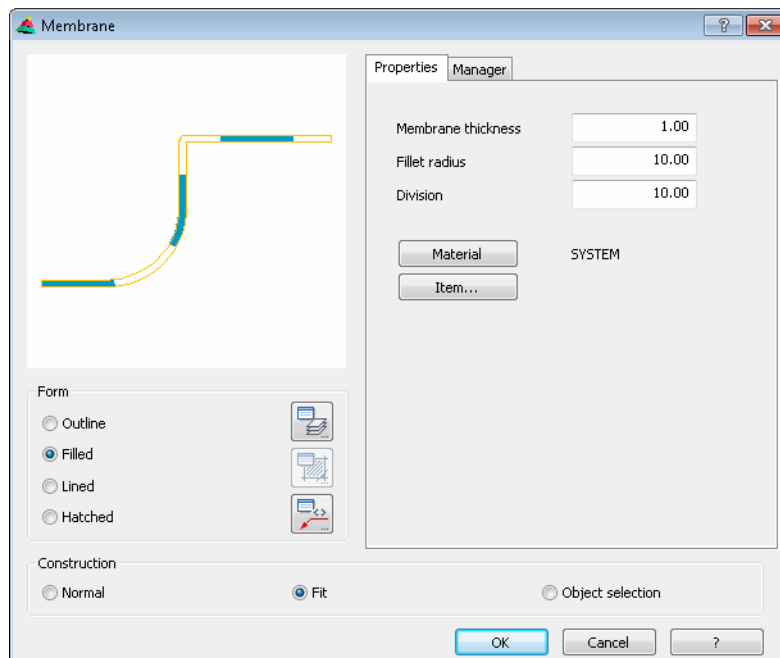 Membrane
?
Properties
Manager
Membrane thickness 1.00
Fillet radius 10.00
Division 10.00
Material SYSTEM
Item...
Form
Outline
Filled
Lined
Hatched
Construction
Normal Fit Object selection
OK Cancel ?